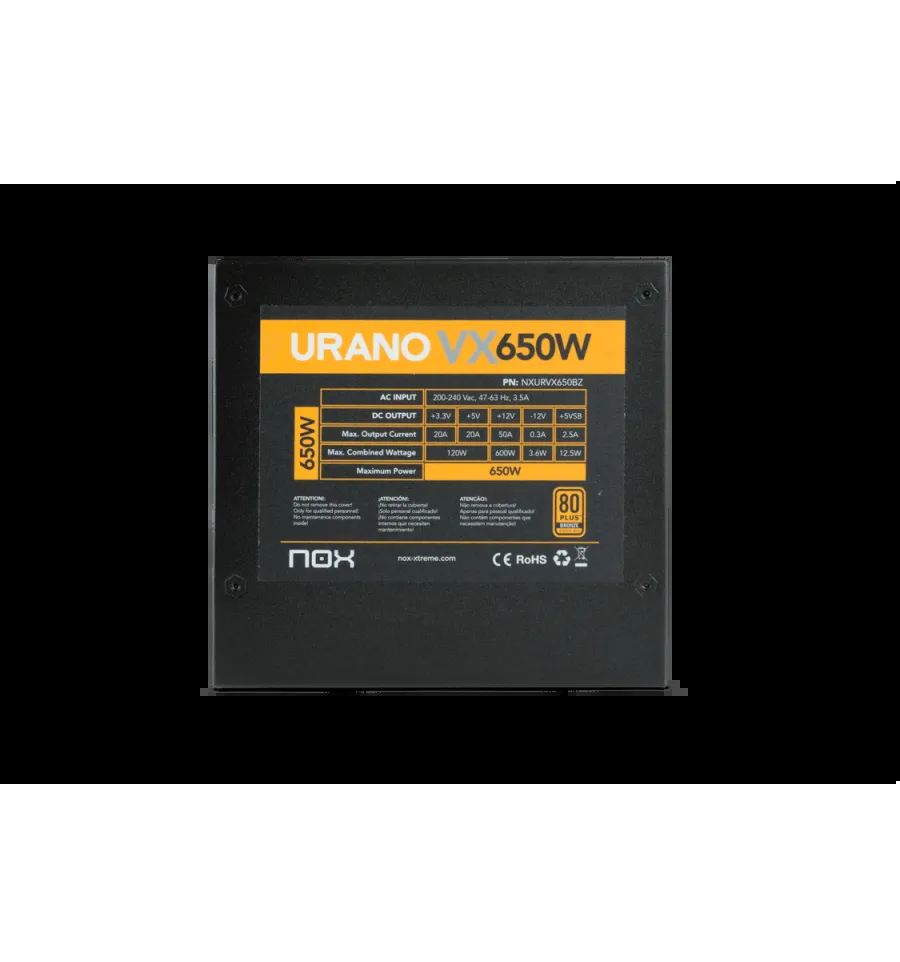 URANO VX650W
PN: NXURVX650BZ
650W
AC INPUT 200-240 Vac, 47-63 Hz, 3.5A
DC OUTPUT +3.3V +5V +12V -12V +5VSB
Max. Output Current 20A 20A 50A 0.3A 2.5A
Max. Combined Wattage 120W 600W 3.6W 12.5W
Maximum Power 650W
ATTENTION:
Do not remove this cover!
Only for qualified personnel!
No maintenance components
inside!
¡ATENCIÓN!:
¡No retirar la cobierta!
¡Solo personal cualificado!
¡No contiene componentes
internos que necesiten
mantenimiento!
ATENCÃO:
Não remova a cobertura!
Apenas para pessoal qualificado!
Não contém componentes que
necessitem manutenção!
80
PLUS
BRONZE
nox
nox-xtreme.com
CE RoHS